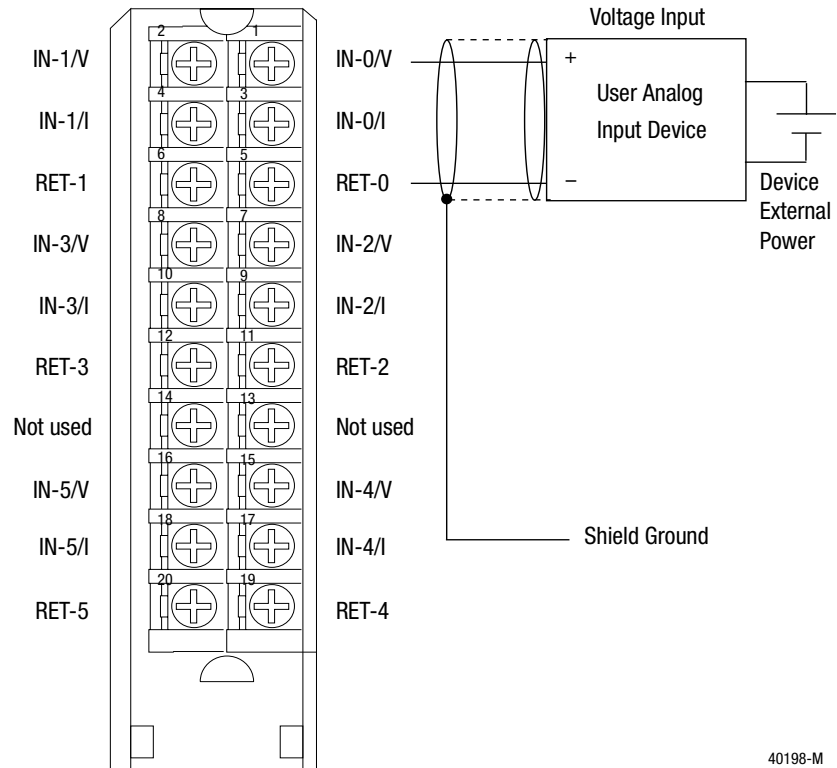 Voltage Input
2 1
IN-1/V IN-0/V +
User Analog
Input Device
4 3
IN-1/I IN-0/I
6 5
RET-1 RET-0 −
Device
External
Power
8 7
IN-3/V IN-2/V
10 9
IN-3/I IN-2/I
12 11
RET-3 RET-2
14 13
Not used Not used
16 15
IN-5/V IN-4/V
18 17
IN-5/I IN-4/I Shield Ground
20 19
RET-5 RET-4
40198-M